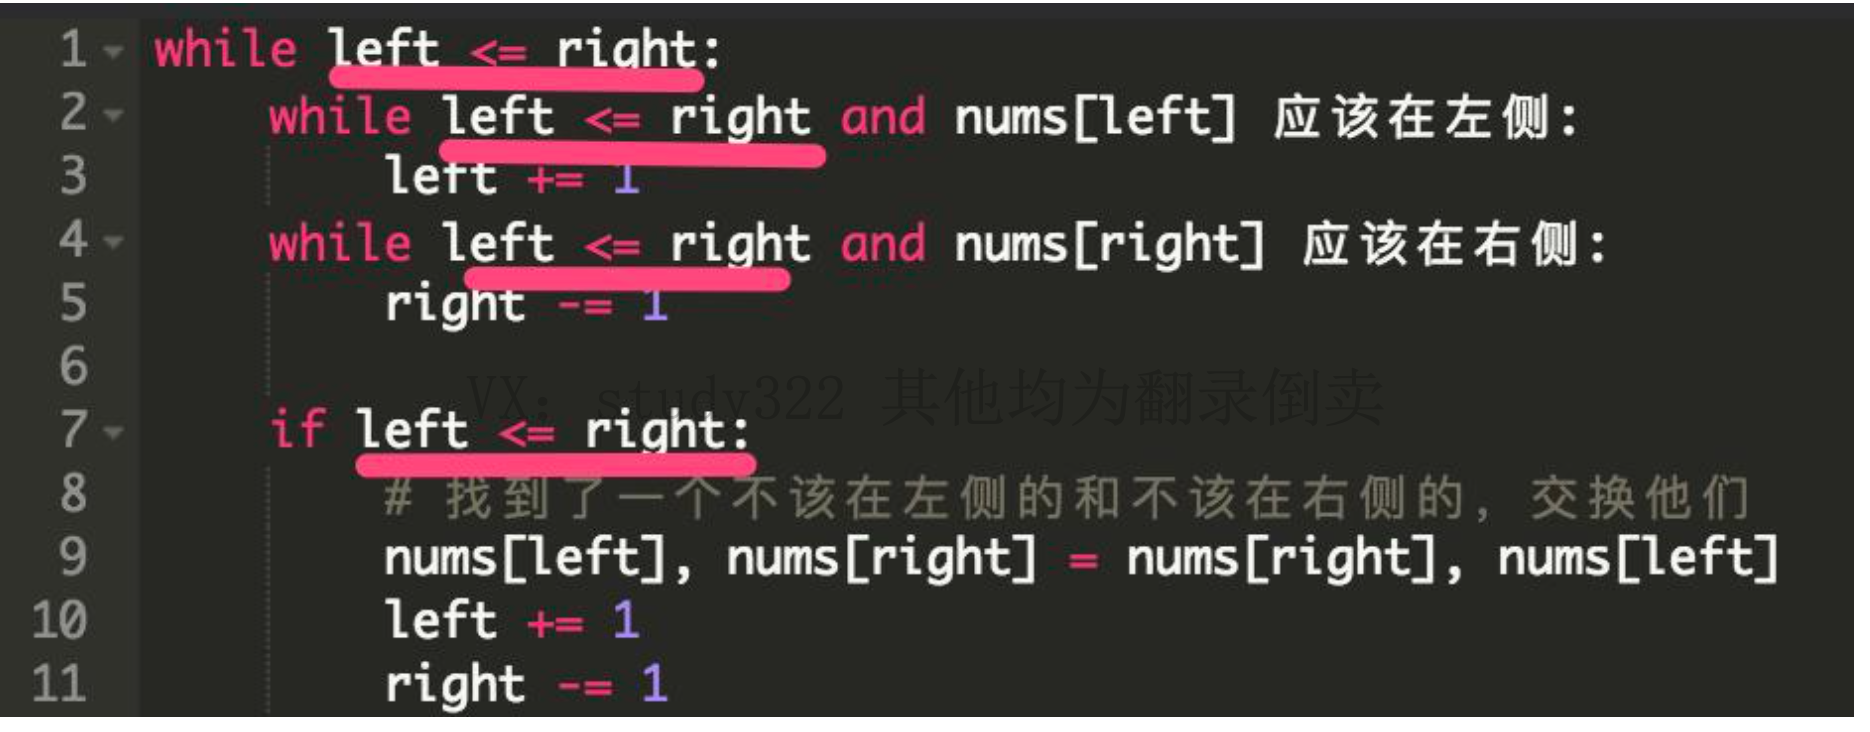 1 while left <= right:
2 while left <= right and nums[left] 应该在左侧:
3 left += 1
4 while left <= right and nums[right] 应该在右侧:
5 right -= 1
6
VX: study322 其他均为翻录倒卖
7 if left <= right:
8 # 找到了一个不该在左侧的和不该在右侧的, 交换他们
9 nums[left], nums[right] = nums[right], nums[left]
10 left += 1
11 right -= 1